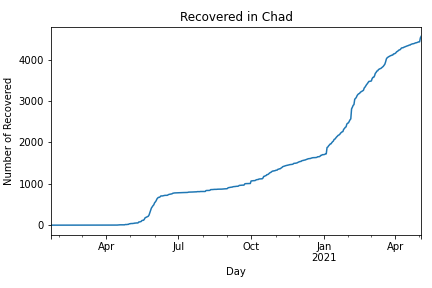 Recovered in Chad
Number of Recovered
4000
3000
2000
1000
0
Apr
Jul
Oct
Jan
2021
Apr
Day